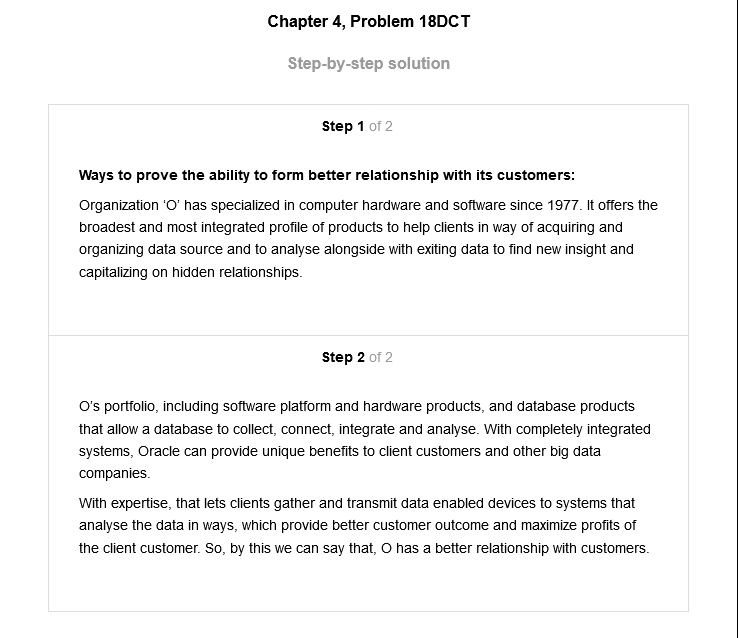 Chapter 4, Problem 18DCT
Step-by-step solution
Step 1 of 2
Ways to prove the ability to form better relationship with its customers:
Organization ‘O’ has specialized in computer hardware and software since 1977. It offers the
broadest and most integrated profile of products to help clients in way of acquiring and
organizing data source and to analyse alongside with exiting data to find new insight and
capitalizing on hidden relationships.
Step 2 of 2
O’s portfolio, including software platform and hardware products, and database products
that allow a database to collect, connect, integrate and analyse. With completely integrated
systems, Oracle can provide unique benefits to client customers and other big data
companies.
With expertise, that lets clients gather and transmit data enabled devices to systems that
analyse the data in ways, which provide better customer outcome and maximize profits of
the client customer. So, by this we can say that, O has a better relationship with customers.